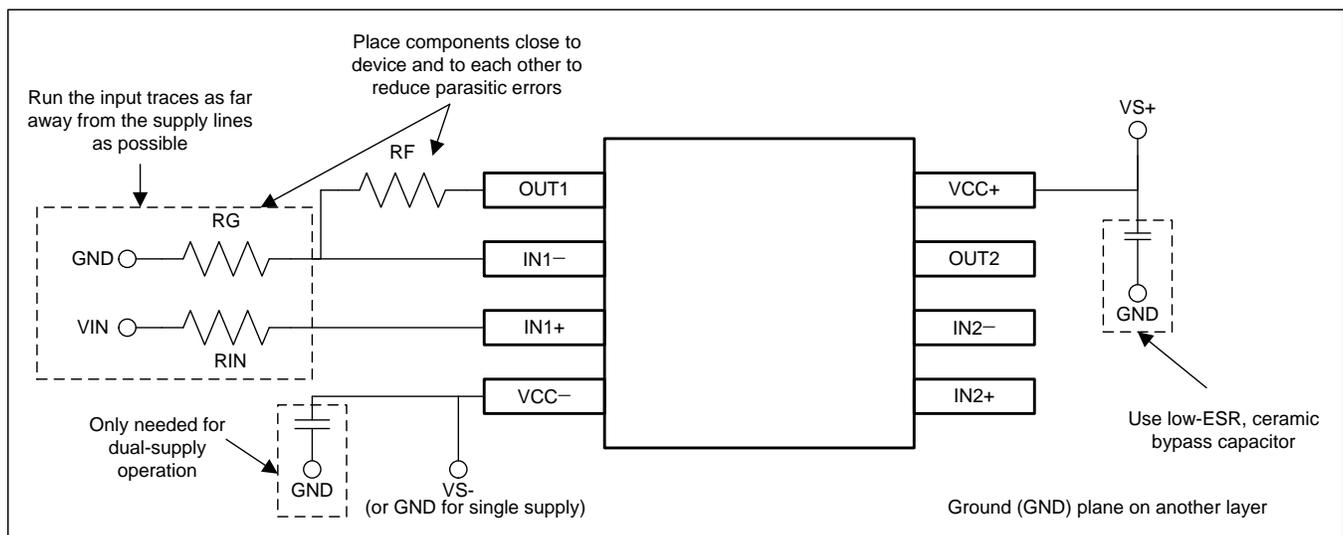 Place components close to
device and to each other to
reduce parasitic errors
Run the input traces as far
away from the supply lines
as possible
VS+
RF
OUT1
VCC+
RG
GND
IN1−
OUT2
VIN
RIN
IN1+
IN2−
GND
VCC−
IN2+
Only needed for
dual-supply
operation
GND
VS-
(or GND for single supply)
Use low-ESR, ceramic
bypass capacitor
Ground (GND) plane on another layer